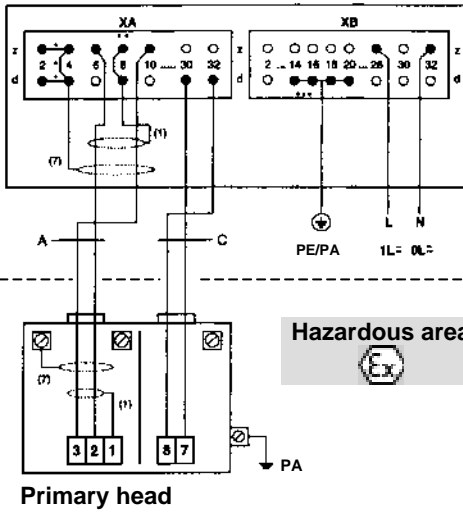 XA XB
z 2 4 6 8 10 ..... 30 32 z 2 ... 14 16 18 20 ... 28 30 32 z
d d d
(1)
(7)
A C
PE/PA
L N
1L= 0L=
Hazardous area
Ex
(7)
(1)
3 2 1 8 7
PA
Primary head